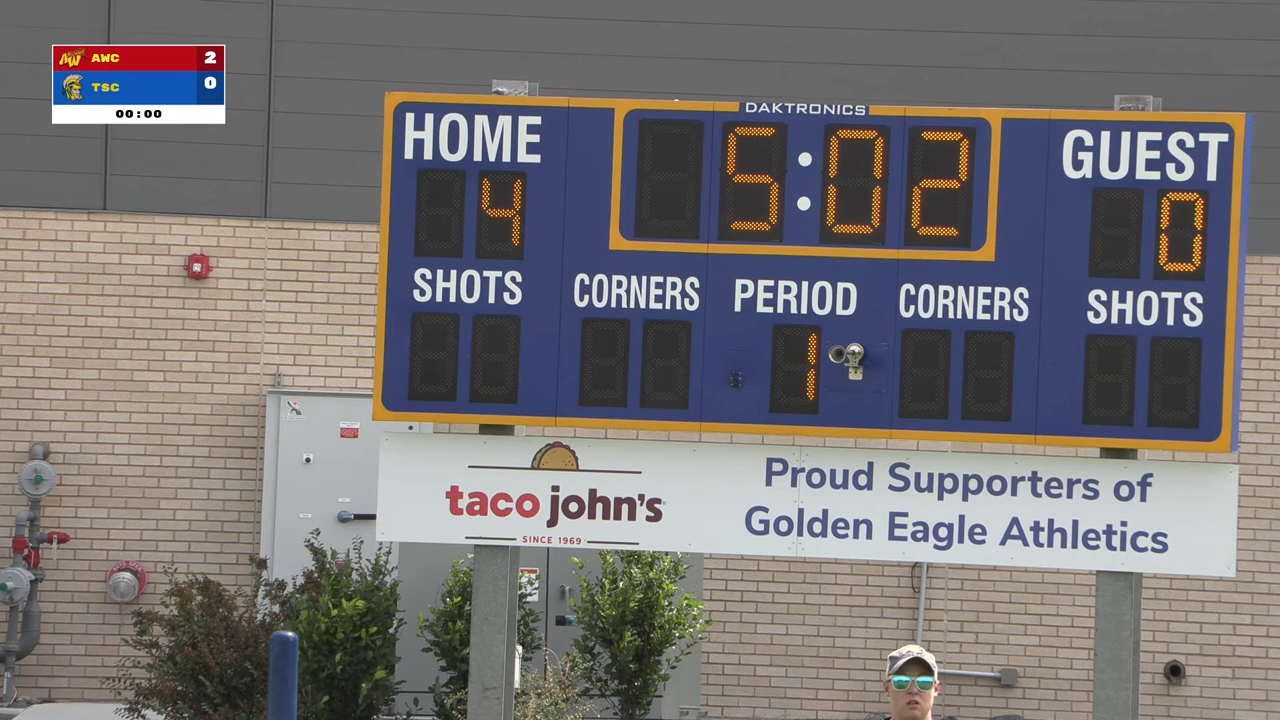 AWC 2
TSC 0
00:00
DAKTRONICS
HOME 5:02 GUEST
4 0
SHOTS CORNERS PERIOD CORNERS SHOTS
1
taco john's
SINCE 1969
Proud Supporters of
Golden Eagle Athletics